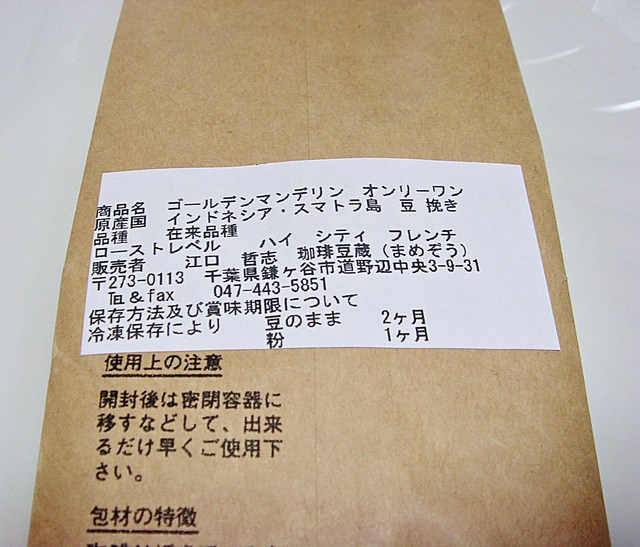 商品名 ゴールデンマンデリン オンリーワン
原産国 インドネシア・スマトラ島 豆 挽き
品種 在来品種
ローストレベル ハイ シティ フレンチ
販売者 江口 哲志 珈琲豆蔵（まめぞう）
〒273-0113 千葉県鎌ヶ谷市道野辺中央3-9-31
℡＆fax 047-443-5851
保存方法及び賞味期限について
冷凍保存により 豆のまま 2ヶ月
粉 1ヶ月
使用上の注意
開封後は密閉容器に
移すなどして、出来
るだけ早くご使用下
さい。
包材の特徴